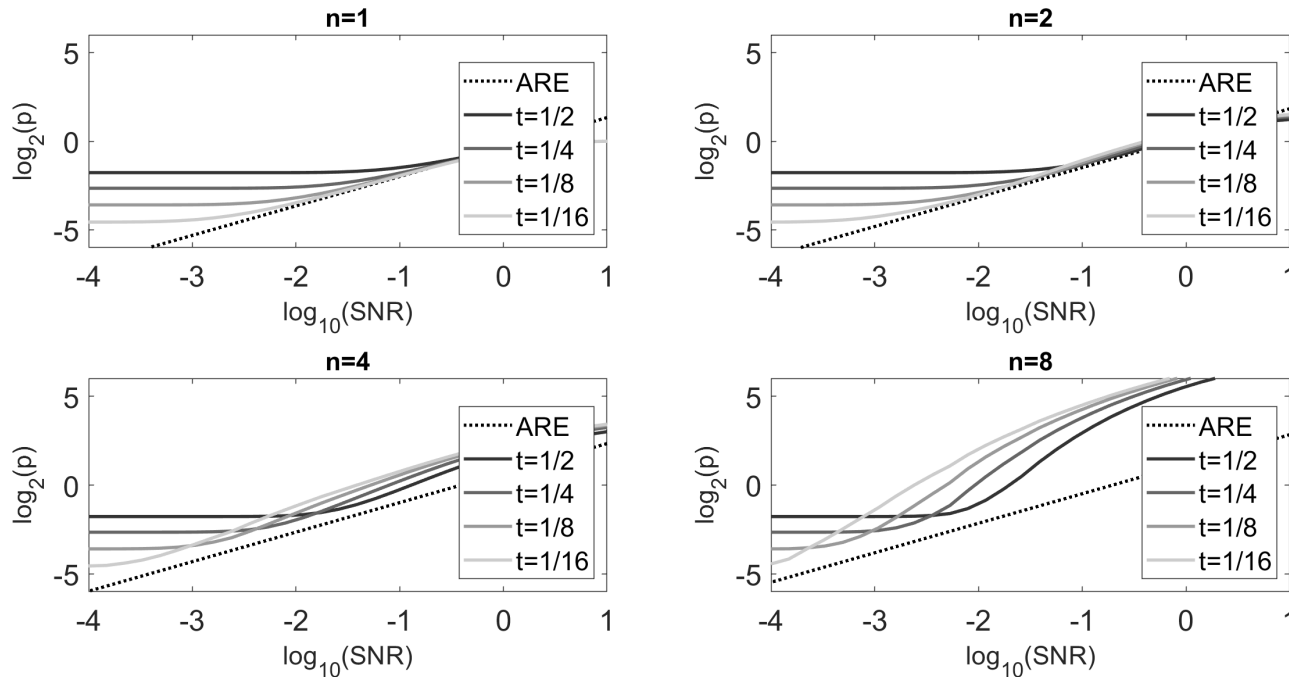 n=1
5
0
-5
log2(p)
ARE
t=1/2
t=1/4
t=1/8
t=1/16
-4 -3 -2 -1 0 1
log10(SNR)
n=2
5
0
-5
log2(p)
ARE
t=1/2
t=1/4
t=1/8
t=1/16
-4 -3 -2 -1 0 1
log10(SNR)
n=4
5
0
-5
log2(p)
ARE
t=1/2
t=1/4
t=1/8
t=1/16
-4 -3 -2 -1 0 1
log10(SNR)
n=8
5
0
-5
log2(p)
ARE
t=1/2
t=1/4
t=1/8
t=1/16
-4 -3 -2 -1 0 1
log10(SNR)